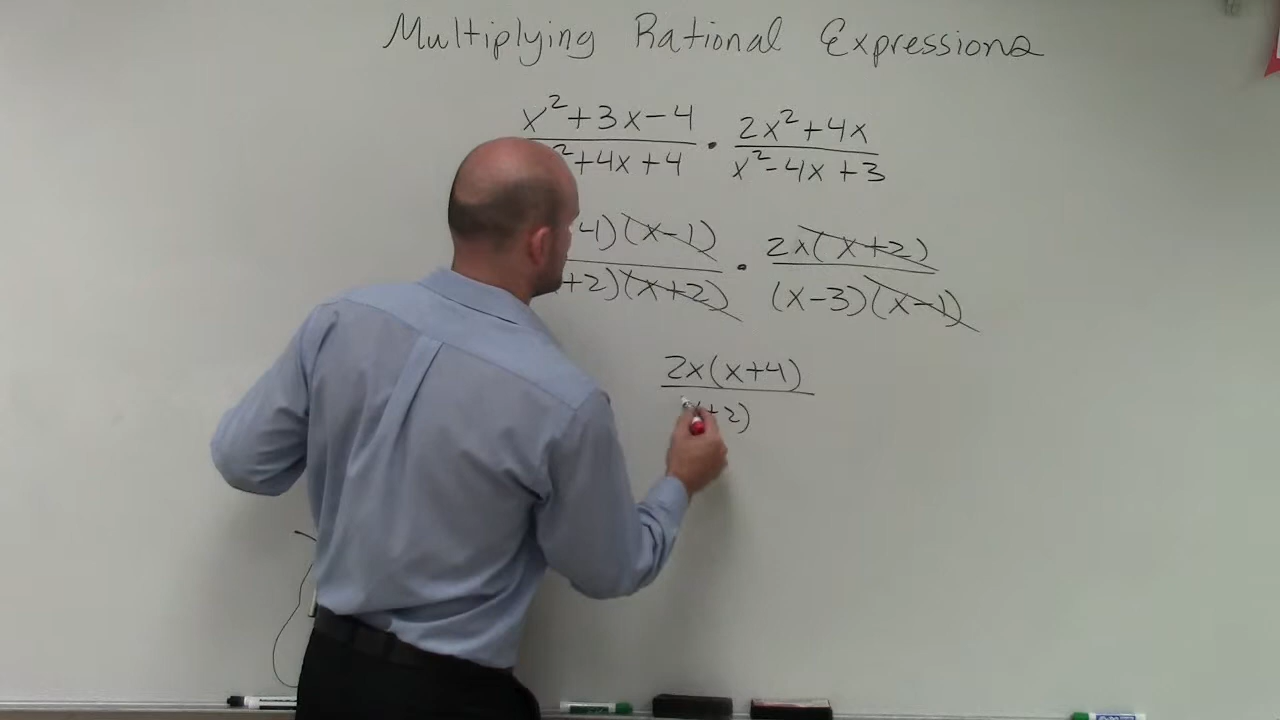 Multiplying Rational Expressions
x²+3x-4 · 2x²+4x
²+4x+4 x²-4x+3
4)(x-1) · 2x(x+2)
+2)(x+2) (x-3)(x-1)
2x(x+4)
+2)